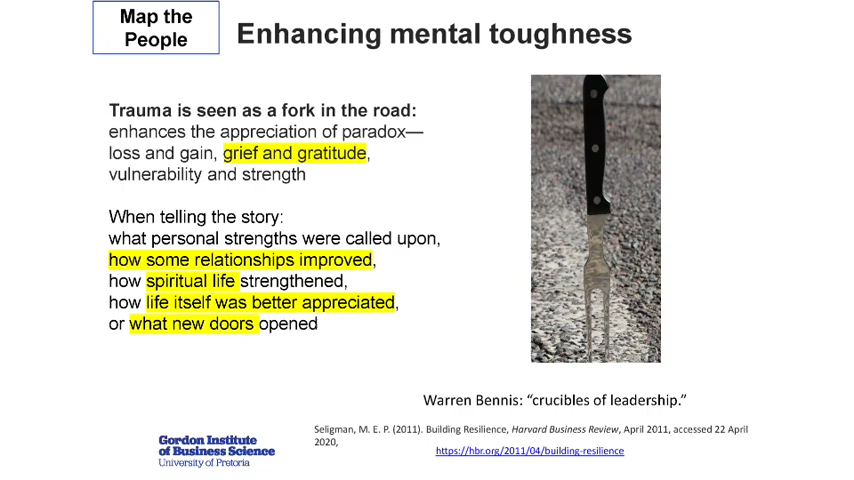 Map the
People
Enhancing mental toughness
Trauma is seen as a fork in the road:
enhances the appreciation of paradox—
loss and gain, grief and gratitude,
vulnerability and strength
When telling the story:
what personal strengths were called upon,
how some relationships improved,
how spiritual life strengthened,
how life itself was better appreciated,
or what new doors opened
Warren Bennis: “crucibles of leadership.”
Seligman, M. E. P. (2011). Building Resilience, Harvard Business Review, April 2011, accessed 22 April
2020,
https://hbr.org/2011/04/building-resilience
Gordon Institute
of Business Science
University of Pretoria